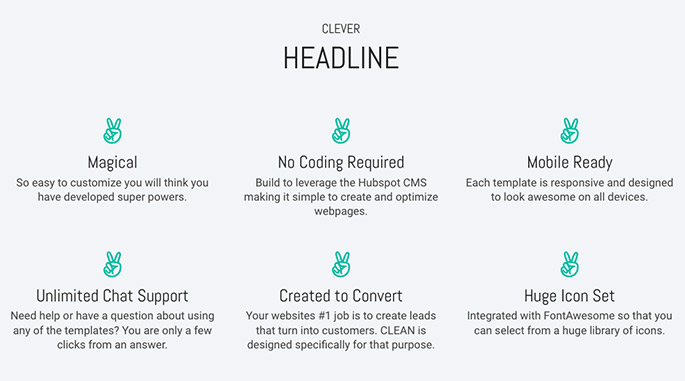 CLEVER
HEADLINE
Magical
So easy to customize you will think you
have developed super powers.
No Coding Required
Build to leverage the Hubspot CMS
making it simple to create and optimize
webpages.
Mobile Ready
Each template is responsive and designed
to look awesome on all devices.
Unlimited Chat Support
Need help or have a question about using
any of the templates? You are only a few
clicks from an answer.
Created to Convert
Your websites #1 job is to create leads
that turn into customers. CLEAN is
designed specifically for that purpose.
Huge Icon Set
Integrated with FontAwesome so that you
can select from a huge library of icons.